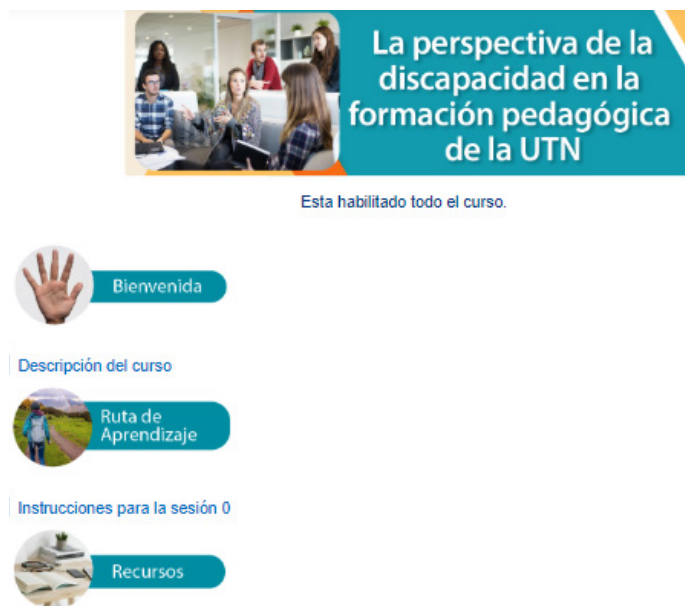 La perspectiva de la
discapacidad en la
formación pedagógica
de la UTN
Esta habilitado todo el curso.
Bienvenida
Descripción del curso
Ruta de
Aprendizaje
Instrucciones para la sesión 0
Recursos